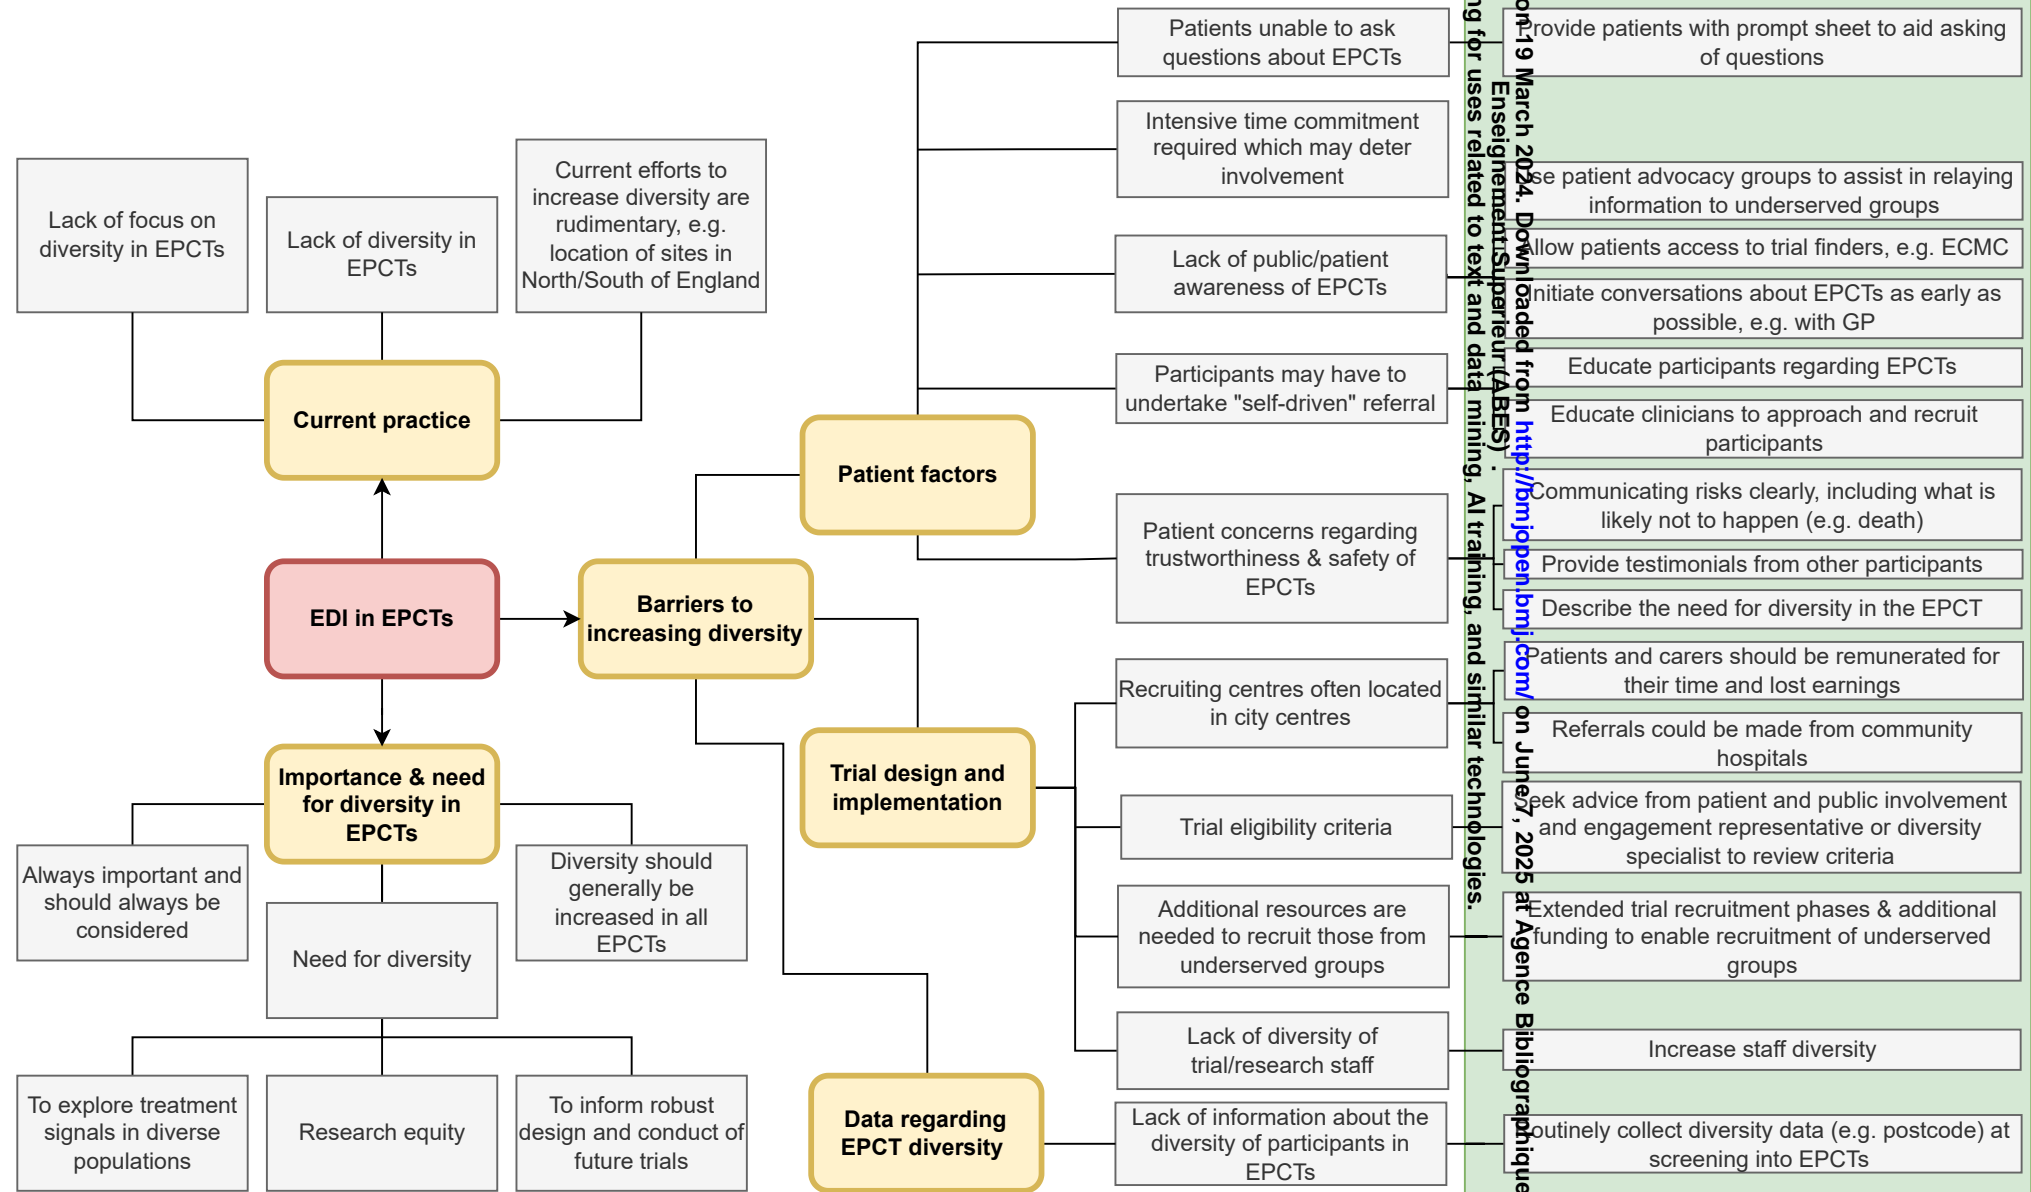 Lack of focus on
diversity in EPCTs
Lack of diversity in
EPCTs
Current efforts to
increase diversity are
rudimentary, e.g.
location of sites in
North/South of England
Current practice
EDI in EPCTs
Importance & need
for diversity in
EPCTs
Always important and
should always be
considered
Need for diversity
Diversity should
generally be
increased in all
EPCTs
To explore treatment
signals in diverse
populations
Research equity
To inform robust
design and conduct of
future trials
Barriers to
increasing diversity
Patient factors
Trial design and
implementation
Data regarding
EPCT diversity
Patients unable to ask
questions about EPCTs
Intensive time commitment
required which may deter
involvement
Lack of public/patient
awareness of EPCTs
Participants may have to
undertake "self-driven" referral
Patient concerns regarding
trustworthiness & safety of
EPCTs
Recruiting centres often located
in city centres
Trial eligibility criteria
Additional resources are
needed to recruit those from
underserved groups
Lack of diversity of
trial/research staff
Lack of information about the
diversity of participants in
EPCTs
Provide patients with prompt sheet to aid asking
of questions
Use patient advocacy groups to assist in relaying
information to underserved groups
Allow patients access to trial finders, e.g. ECMC
Initiate conversations about EPCTs as early as
possible, e.g. with GP
Educate participants regarding EPCTs
Educate clinicians to approach and recruit
participants
Communicating risks clearly, including what is
likely not to happen (e.g. death)
Provide testimonials from other participants
Describe the need for diversity in the EPCT
Patients and carers should be remunerated for
their time and lost earnings
Referrals could be made from community
hospitals
Seek advice from patient and public involvement
and engagement representative or diversity
specialist to review criteria
Extended trial recruitment phases & additional
funding to enable recruitment of underserved
groups
Increase staff diversity
Routinely collect diversity data (e.g. postcode) at
screening into EPCTs
on 19 March 2024. Downloaded from http://bmjopen.bmj.com/ on June 7, 2025 at Agence Bibliographique
Enseignement Superieur (ABES) .
for uses related to text and data mining, AI training, and similar technologies.